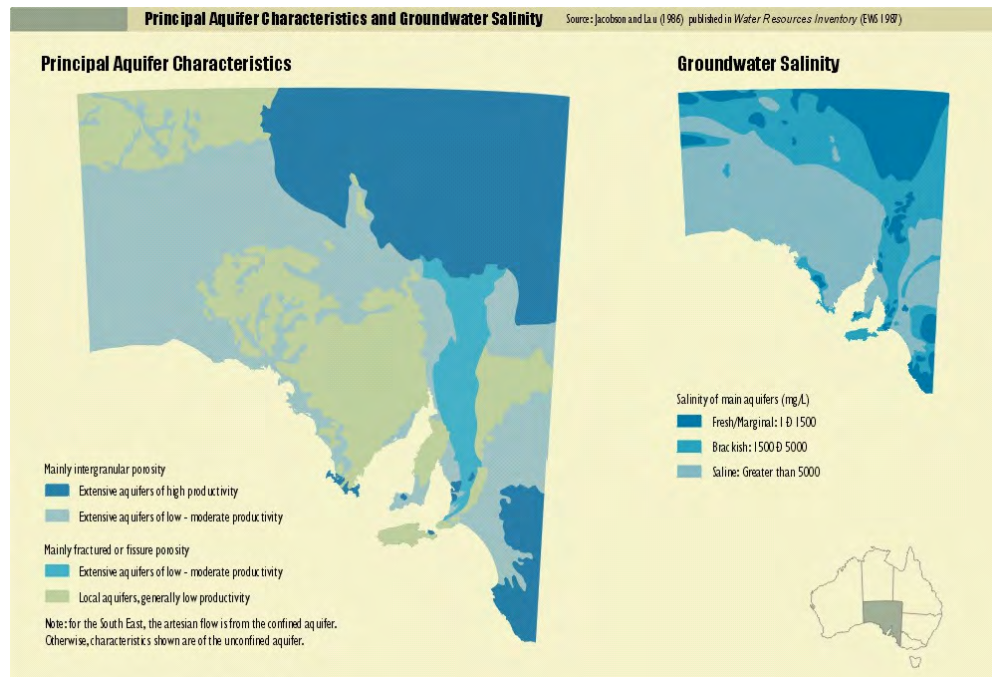 Principal Aquifer Characteristics and Groundwater Salinity
Source: Jacobson and Lau (1986) published in Water Resources Inventory (EWS 1987)
Principal Aquifer Characteristics
Mainly intergranular porosity
Extensive aquifers of high productivity
Extensive aquifers of low - moderate productivity
Mainly fractured or fissure porosity
Extensive aquifers of low - moderate productivity
Local aquifers, generally low productivity
Note: for the South East, the artesian flow is from the confined aquifer.
Otherwise, characteristics shown are of the unconfined aquifer.
Groundwater Salinity
Salinity of main aquifers (mg/L)
Fresh/Marginal: 1 Ð 1500
Brackish: 1500 Ð 5000
Saline: Greater than 5000